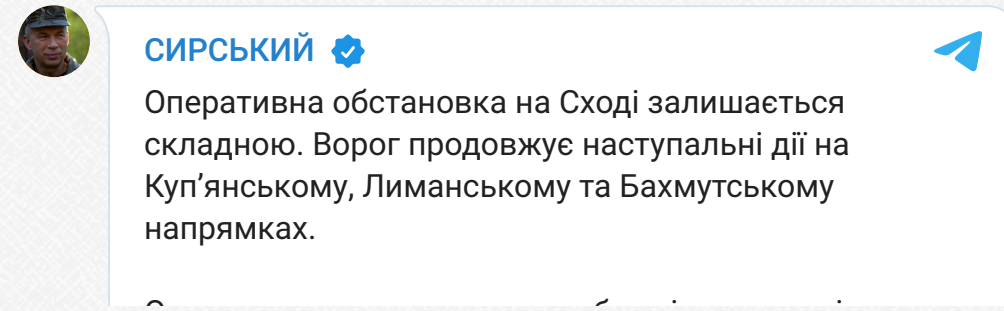 СИРСЬКИЙ
Оперативна обстановка на Сході залишається
складною. Ворог продовжує наступальні дії на
Куп’янському, Лиманському та Бахмутському
напрямках.